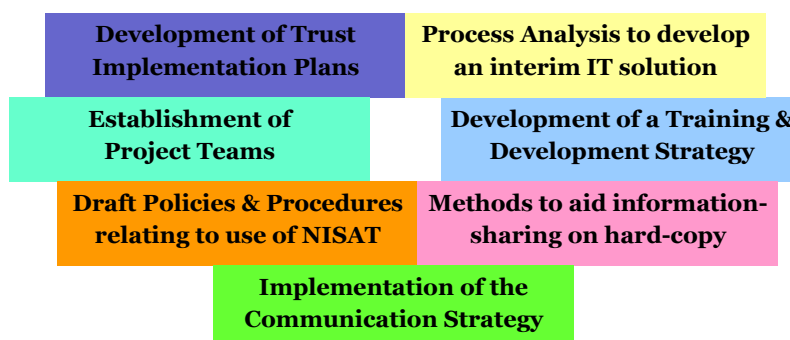 Development of Trust
Implementation Plans
Process Analysis to develop
an interim IT solution
Establishment of
Project Teams
Development of a Training &
Development Strategy
Draft Policies & Procedures
relating to use of NISAT
Methods to aid information-
sharing on hard-copy
Implementation of the
Communication Strategy